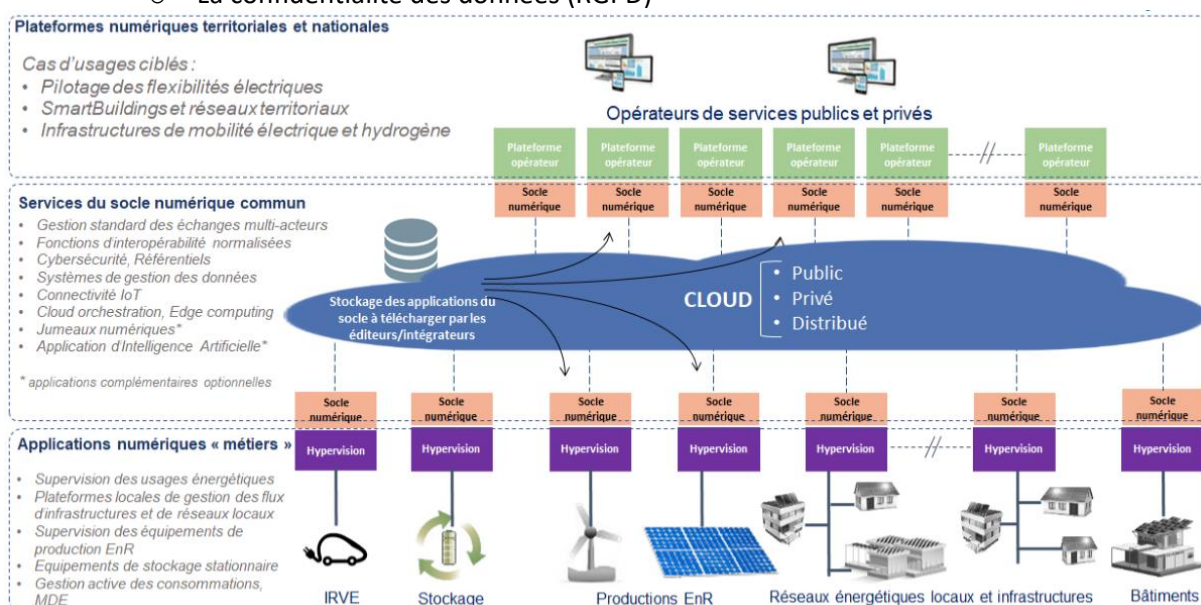 La confidentialité des données (RGPD)
Plateformes numériques territoriales et nationales
Cas d'usages ciblés :
• Pilotage des flexibilités électriques
• SmartBuildings et réseaux territoriaux
• Infrastructures de mobilité électrique et hydrogène
Opérateurs de services publics et privés
Plateforme opérateur
Plateforme opérateur
Plateforme opérateur
Plateforme opérateur
Plateforme opérateur
Plateforme opérateur
Socle numérique
Socle numérique
Socle numérique
Socle numérique
Socle numérique
Socle numérique
Services du socle numérique commun
• Gestion standard des échanges multi-acteurs
• Fonctions d'interopérabilité normalisées
• Cybersécurité, Référentiels
• Systèmes de gestion des données
• Connectivité IoT
• Cloud orchestration, Edge computing
• Jumeaux numériques*
• Application d'Intelligence Artificielle*
* applications complémentaires optionnelles
Stockage des applications du
socle à télécharger par les
éditeurs/intégrateurs
CLOUD
• Public
• Privé
• Distribué
Socle numérique
Socle numérique
Socle numérique
Socle numérique
Socle numérique
Socle numérique
Socle numérique
Applications numériques « métiers »
• Supervision des usages énergétiques
• Plateformes locales de gestion des flux
d'infrastructures et de réseaux locaux
• Supervision des équipements de
production EnR
• Equipements de stockage stationnaire
• Gestion active des consommations,
MDE
Hypervision
Hypervision
Hypervision
Hypervision
Hypervision
Hypervision
Hypervision
IRVE
Stockage
Productions EnR
Réseaux énergétiques locaux et infrastructures
Bâtiments